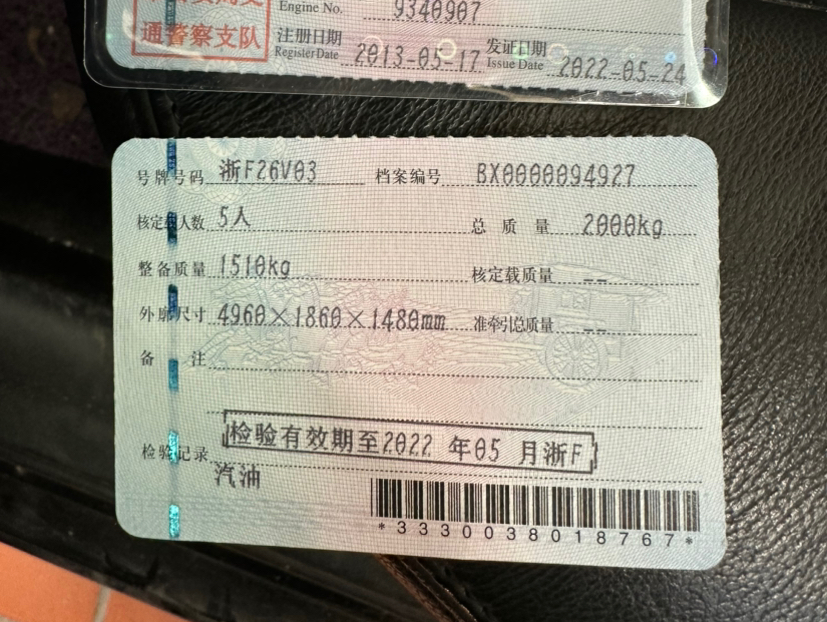 Engine No. 9340907
通警察支队
注册日期 Register Date 2013-05-17 发证日期 Issue Date 2022-05-24
号牌号码 浙F26V03 档案编号 BX0000094927
核定载人数 5人 总质量 2000kg
整备质量 1510kg 核定载质量 --
外廓尺寸 4960×1860×1480mm 准牵引总质量 --
备注
检验有效期至2022 年05 月浙F
检验记录
汽油
*3330038018767*